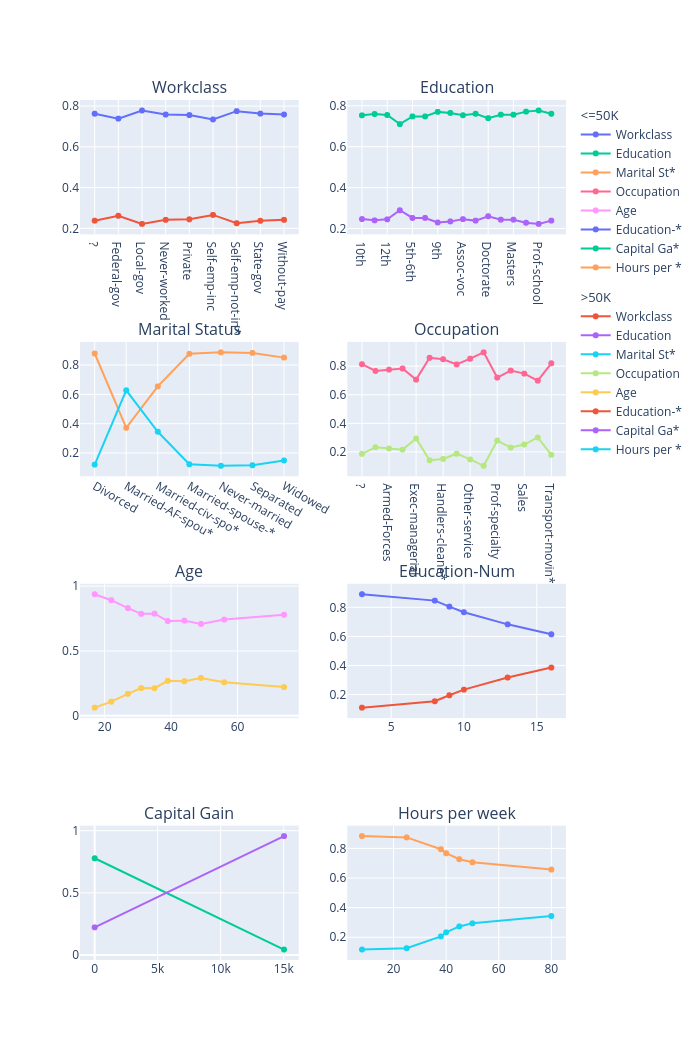 Workclass
Education
0.8
0.6
0.4
0.2
?
Federal-gov
Local-gov
Never-worked
Private
Self-emp-inc
Self-emp-not-inc
State-gov
Without-pay
0.8
0.6
0.4
0.2
10th
12th
5th-6th
9th
Assoc-voc
Doctorate
Masters
Prof-school
<=50K
Workclass
Education
Marital St*
Occupation
Age
Education-*
Capital Ga*
Hours per *
>50K
Workclass
Education
Marital St*
Occupation
Age
Education-*
Capital Ga*
Hours per *
Marital Status
Occupation
0.8
0.6
0.4
0.2
Divorced
Married-AF-spou*
Married-civ-spo*
Married-spouse-*
Never-married
Separated
Widowed
0.8
0.6
0.4
0.2
?
Armed-Forces
Exec-managerial
Handlers-cleane*
Other-service
Prof-specialty
Sales
Transport-movin*
Age
Education-Num
1
0.5
0
20
40
60
0.8
0.6
0.4
0.2
5
10
15
Capital Gain
Hours per week
1
0.5
0
0
5k
10k
15k
0.8
0.6
0.4
0.2
20
40
60
80